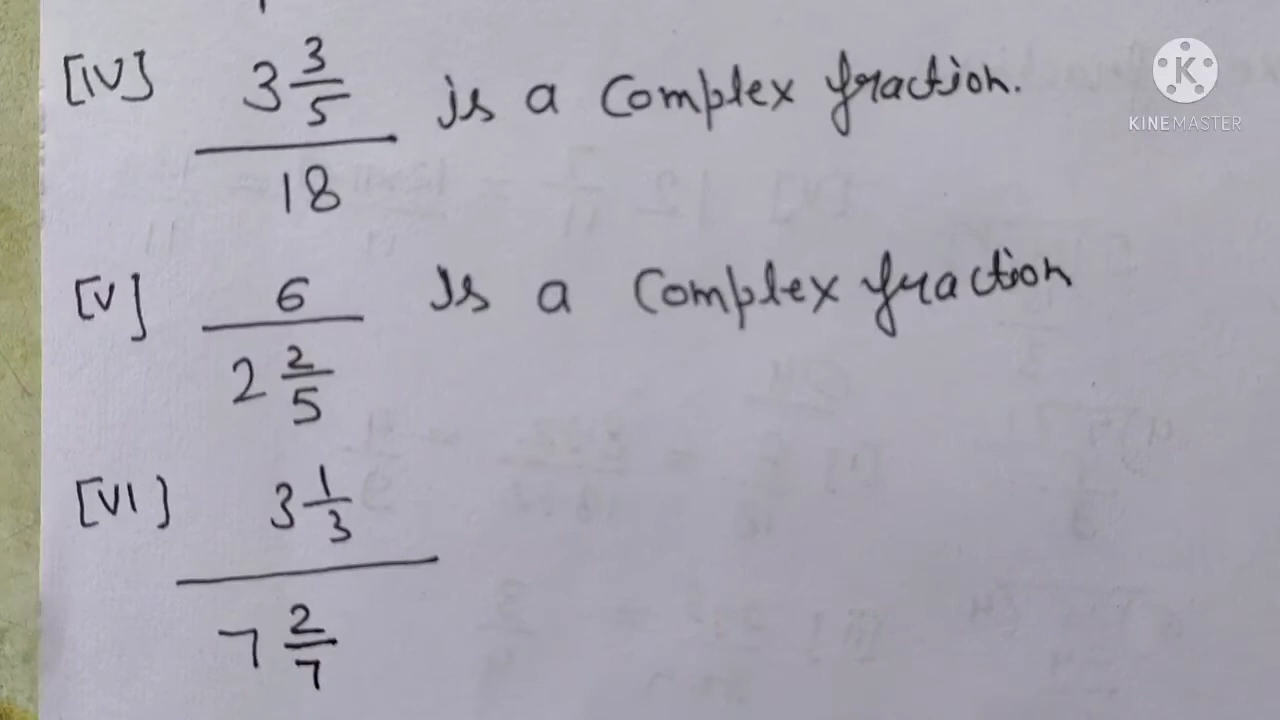 [IV] 3 3/5 / 18 is a Complex fraction.
[V] 6 / 2 2/5 Is a Complex fraction
[VI] 3 1/3 / 7 2/7
K
KINEMASTER